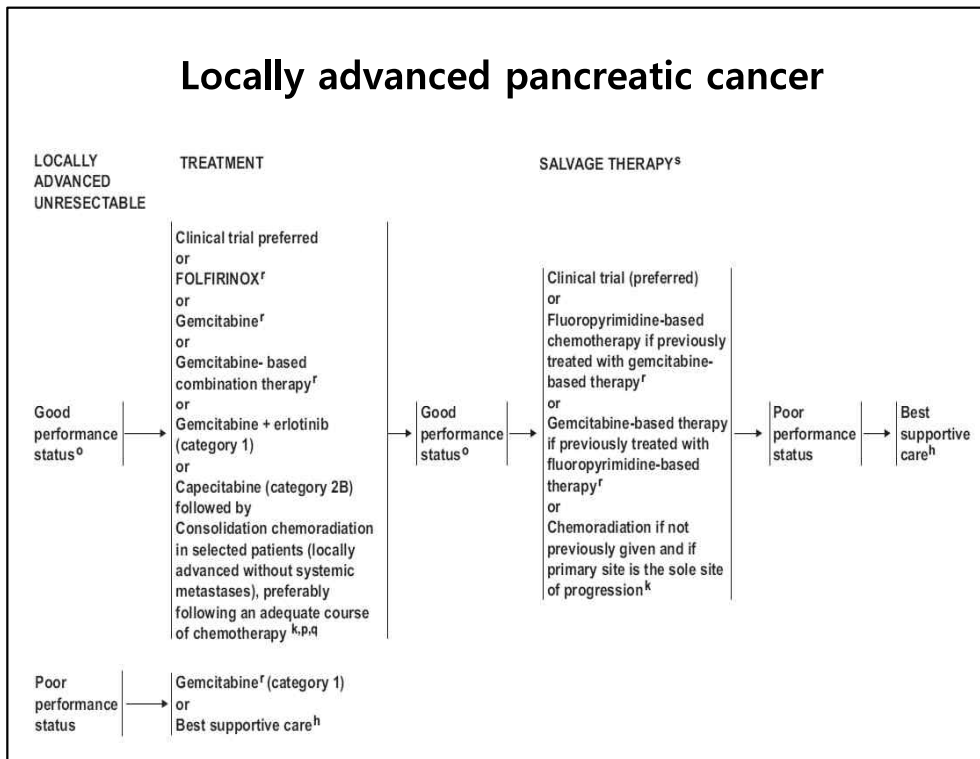 Locally advanced pancreatic cancer
LOCALLY
ADVANCED
UNRESECTABLE
TREATMENT
SALVAGE THERAPYˢ
Good
performance
statusᵒ
Clinical trial preferred
or
FOLFIRINOXʳ
or
Gemcitabineʳ
or
Gemcitabine- based
combination therapyʳ
or
Gemcitabine + erlotinib
(category 1)
or
Capecitabine (category 2B)
followed by
Consolidation chemoradiation
in selected patients (locally
advanced without systemic
metastases), preferably
following an adequate course
of chemotherapy ᵏ,ᵖ,q
Good
performance
statusᵒ
Clinical trial (preferred)
or
Fluoropyrimidine-based
chemotherapy if previously
treated with gemcitabine-
based therapyʳ
or
Gemcitabine-based therapy
if previously treated with
fluoropyrimidine-based
therapyʳ
or
Chemoradiation if not
previously given and if
primary site is the sole site
of progressionᵏ
Poor
performance
status
Best
supportive
careʰ
Poor
performance
status
Gemcitabineʳ (category 1)
or
Best supportive careʰ